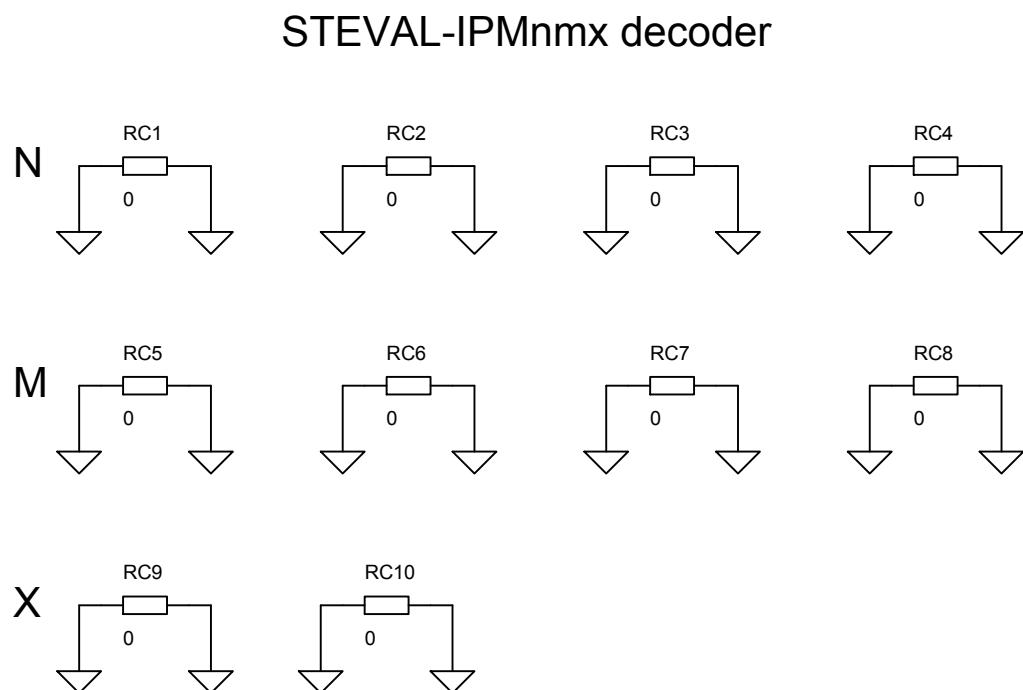 STEVAL-IPMnmx decoder
RC1 RC2 RC3 RC4
N
0 0 0 0
RC5 RC6 RC7 RC8
M
0 0 0 0
RC9 RC10
X
0 0